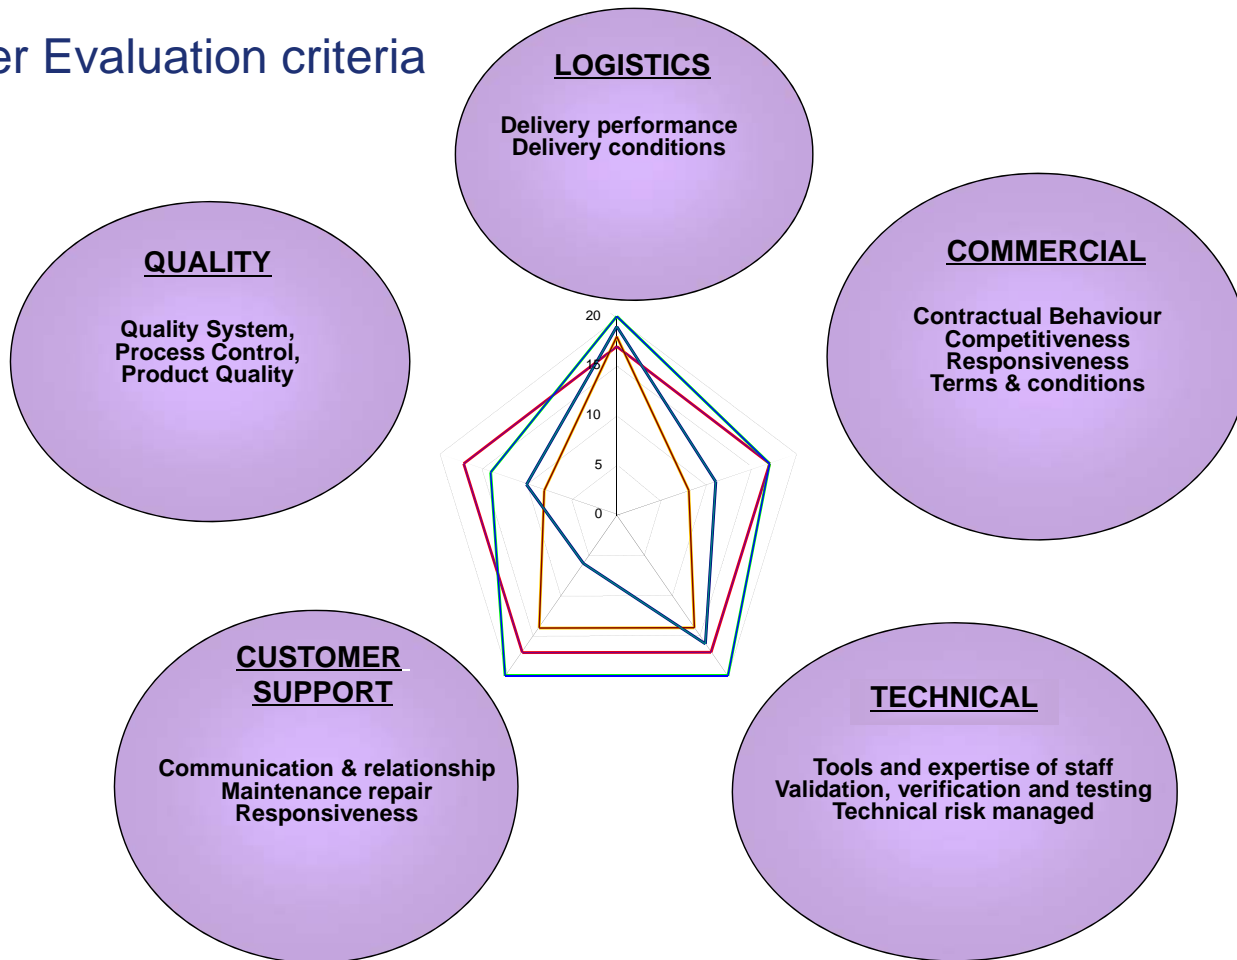 er Evaluation criteria
LOGISTICS
Delivery performance
Delivery conditions
QUALITY
Quality System,
Process Control,
Product Quality
COMMERCIAL
Contractual Behaviour
Competitiveness
Responsiveness
Terms & conditions
20
15
10
5
0
CUSTOMER
SUPPORT
Communication & relationship
Maintenance repair
Responsiveness
TECHNICAL
Tools and expertise of staff
Validation, verification and testing
Technical risk managed